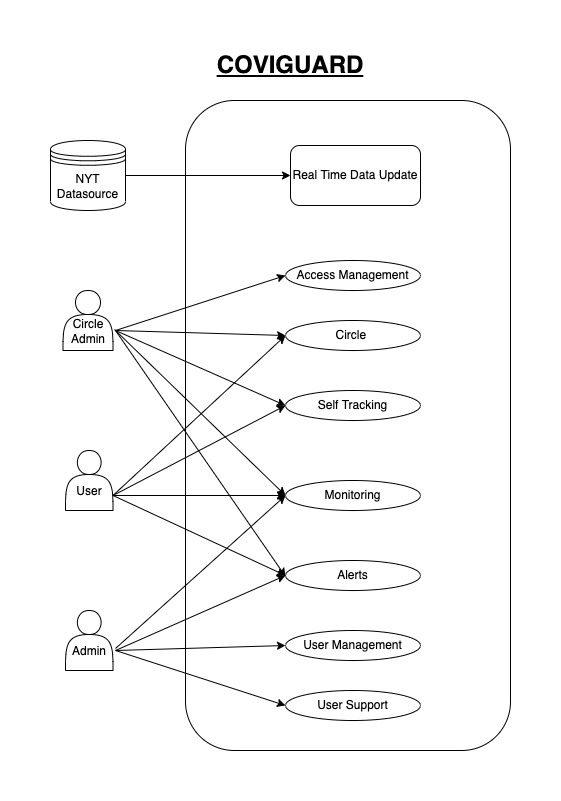 COVIGUARD
NYT
Datasource
Real Time Data Update
Access Management
Circle
Admin
Circle
Self Tracking
User
Monitoring
Alerts
Admin
User Management
User Support